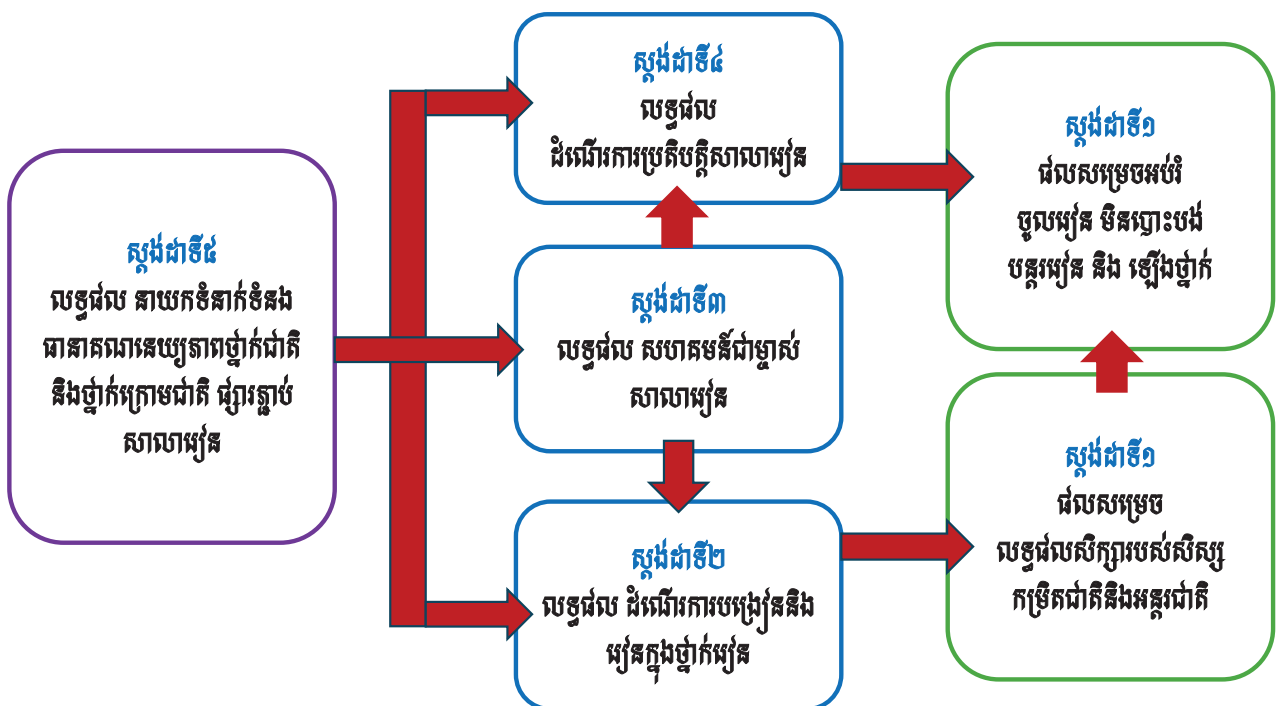 ស្តង់ដាទី៥
លទ្ធផល នាយកទំនាក់ទំនង
ធានាគណនេយ្យភាពថ្នាក់ជាតិ
និងថ្នាក់ក្រោមជាតិ ផ្សារភ្ជាប់
សាលារៀន
ស្តង់ដាទី៤
លទ្ធផល
ដំណើរការប្រតិបត្តិសាលារៀន
ស្តង់ដាទី៣
លទ្ធផល សហគមន៍ជាម្ចាស់
សាលារៀន
ស្តង់ដាទី២
លទ្ធផល ដំណើរការបង្រៀននិង
រៀនក្នុងថ្នាក់រៀន
ស្តង់ដាទី១
ផលសម្រេចអប់រំ
ចូលរៀន មិនបោះបង់
បន្តរៀន និង ឡើងថ្នាក់
ស្តង់ដាទី១
ផលសម្រេច
លទ្ធផលសិក្សារបស់សិស្ស
កម្រិតជាតិនិងអន្តរជាតិ